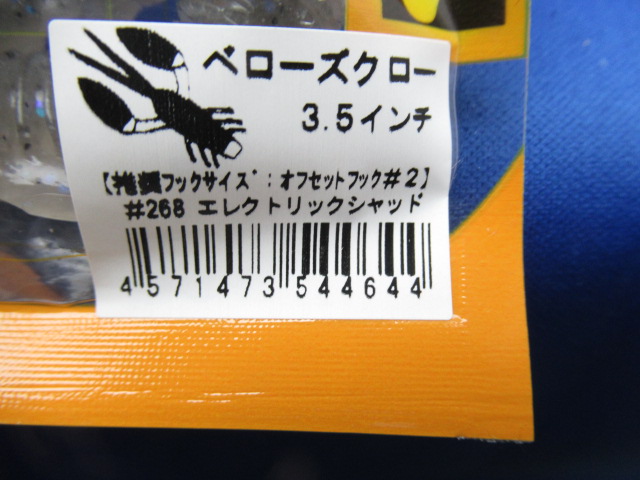 ベローズクロー
3.5インチ
【推奨フックサイズ:オフセットフック#2】
#268 エレクトリックシャッド
4571473544644